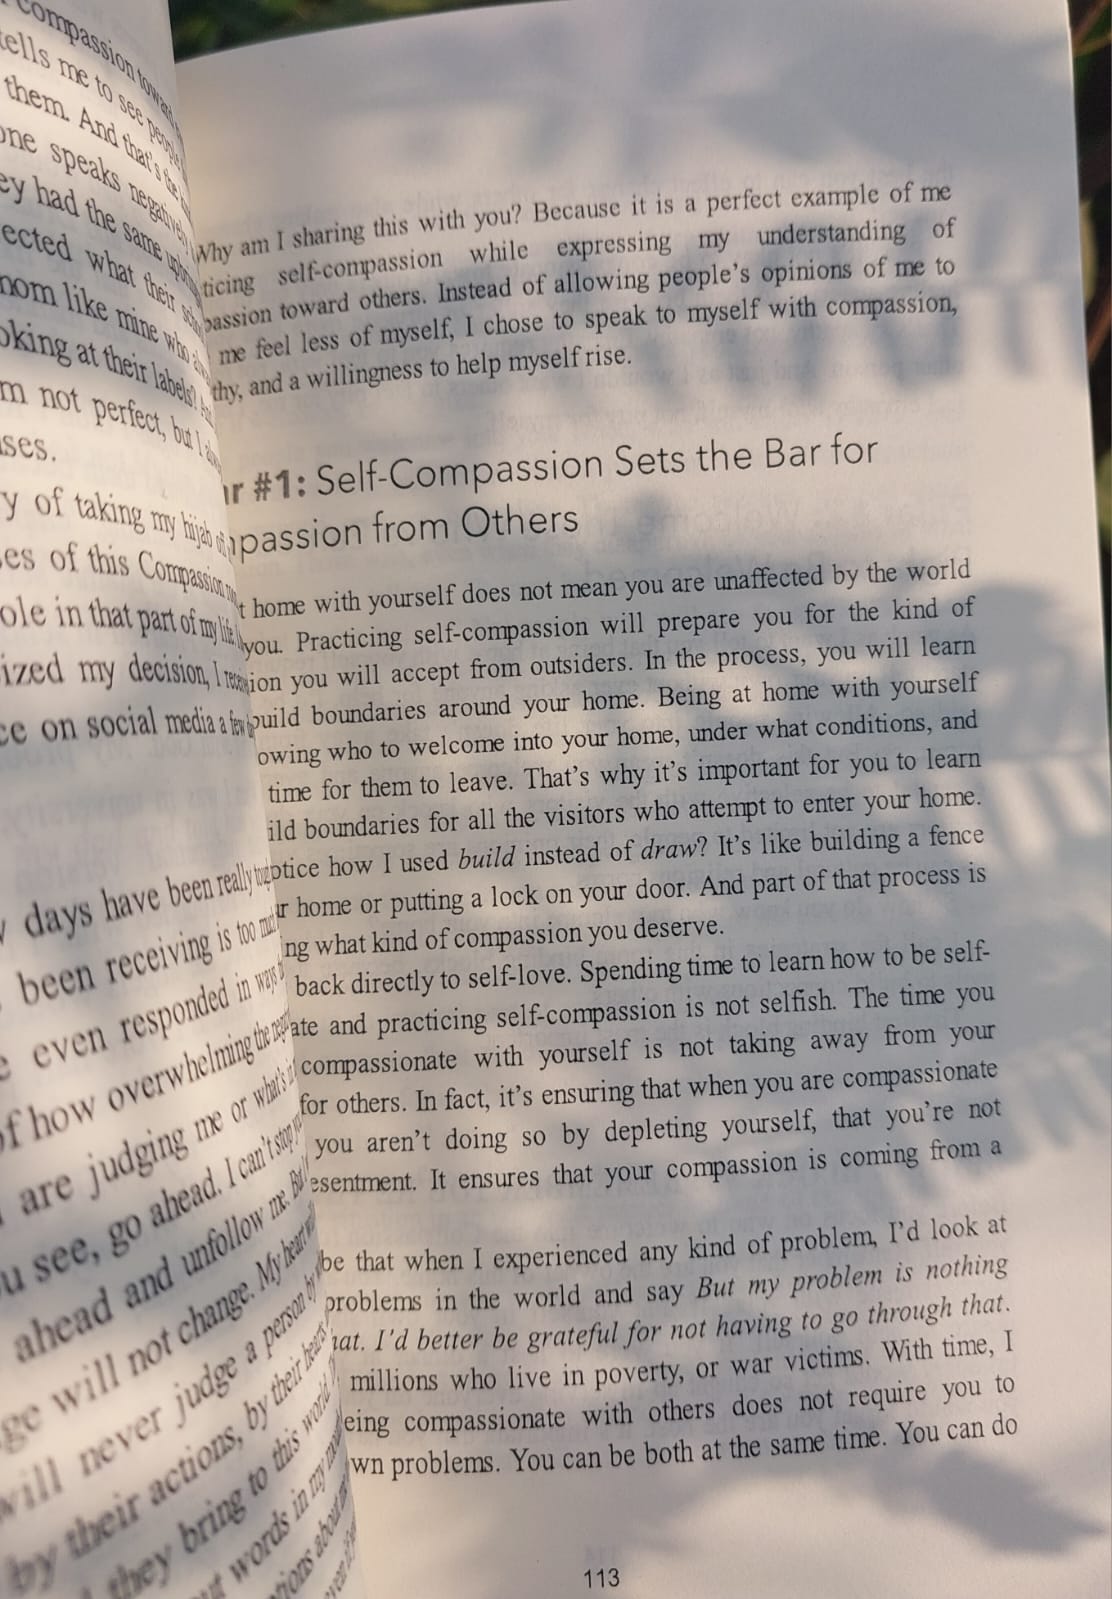 Compassion toward
tells me to see people
them. And that's the
one speaks negatively
ey had the same upbr
ected what their scho
mom like mine who
oking at their labels?
m not perfect, but I
ses.
y of taking my hijab
es of this Compassion
ole in that part of my life
ized my decision, I
ce on social media a few
days have been really
been receiving is too
even responded in ways
of how overwhelming the
are judging me or what's
u see, go ahead. I can't stop
ahead and unfollow me.
ge will not change. My heart
will never judge a person by
by their actions, by their hearts
they bring to this world
ut words in my
tions about
Why am I sharing this with you? Because it is a perfect example of me
ticing self-compassion while expressing my understanding of
passion toward others. Instead of allowing people's opinions of me to
me feel less of myself, I chose to speak to myself with compassion,
thy, and a willingness to help myself rise.
ar #1: Self-Compassion Sets the Bar for
npassion from Others
t home with yourself does not mean you are unaffected by the world
you. Practicing self-compassion will prepare you for the kind of
ion you will accept from outsiders. In the process, you will learn
build boundaries around your home. Being at home with yourself
owing who to welcome into your home, under what conditions, and
time for them to leave. That's why it's important for you to learn
ild boundaries for all the visitors who attempt to enter your home.
otice how I used build instead of draw? It's like building a fence
ur home or putting a lock on your door. And part of that process is
ng what kind of compassion you deserve.
back directly to self-love. Spending time to learn how to be self-
ate and practicing self-compassion is not selfish. The time you
compassionate with yourself is not taking away from your
for others. In fact, it's ensuring that when you are compassionate
you aren't doing so by depleting yourself, that you're not
esentment. It ensures that your compassion is coming from a
be that when I experienced any kind of problem, I'd look at
problems in the world and say But my problem is nothing
hat. I'd better be grateful for not having to go through that.
millions who live in poverty, or war victims. With time, I
eing compassionate with others does not require you to
wn problems. You can be both at the same time. You can do
113